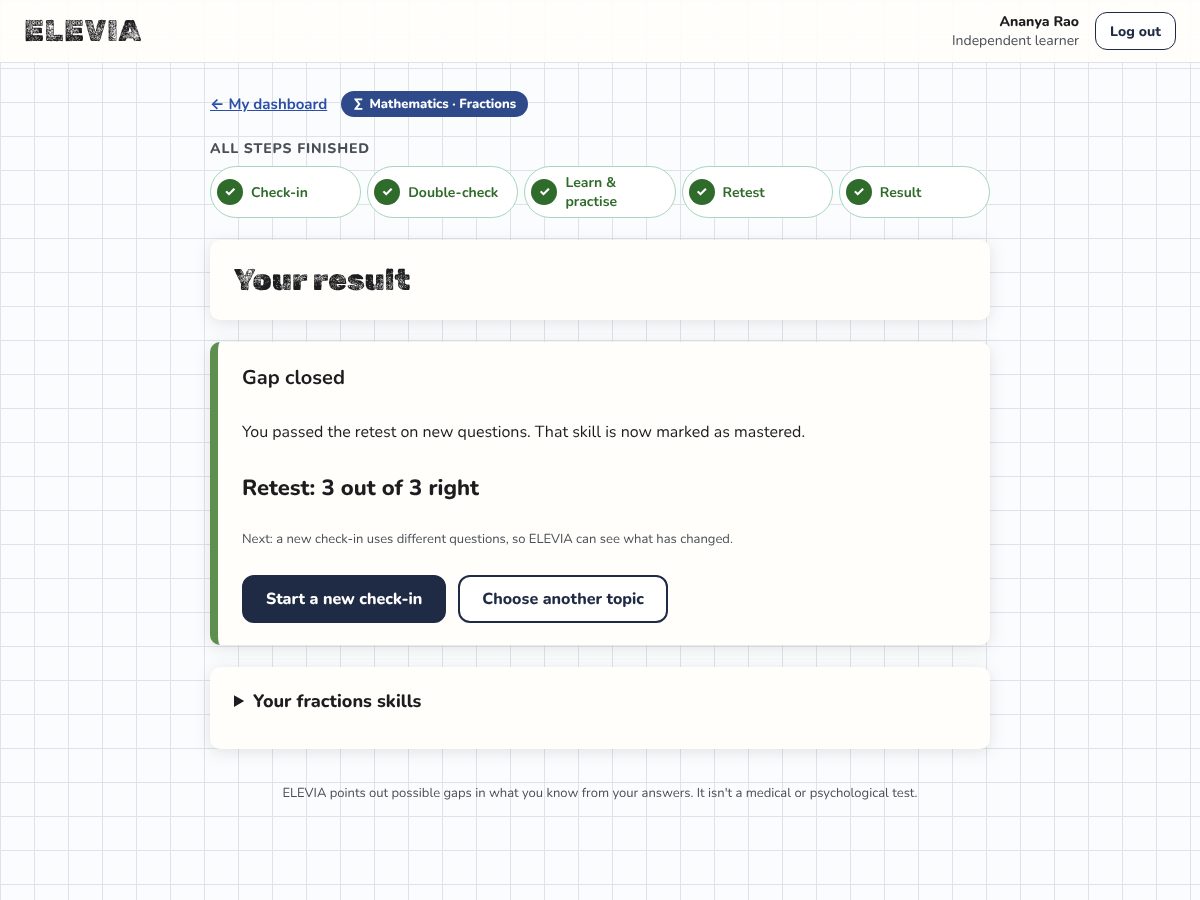 ELEVIA
Ananya Rao
Independent learner
Log out
← My dashboard
∑ Mathematics · Fractions
ALL STEPS FINISHED
Check-in
Double-check
Learn &
practise
Retest
Result
Your result
Gap closed
You passed the retest on new questions. That skill is now marked as mastered.
Retest: 3 out of 3 right
Next: a new check-in uses different questions, so ELEVIA can see what has changed.
Start a new check-in
Choose another topic
Your fractions skills
ELEVIA points out possible gaps in what you know from your answers. It isn't a medical or psychological test.